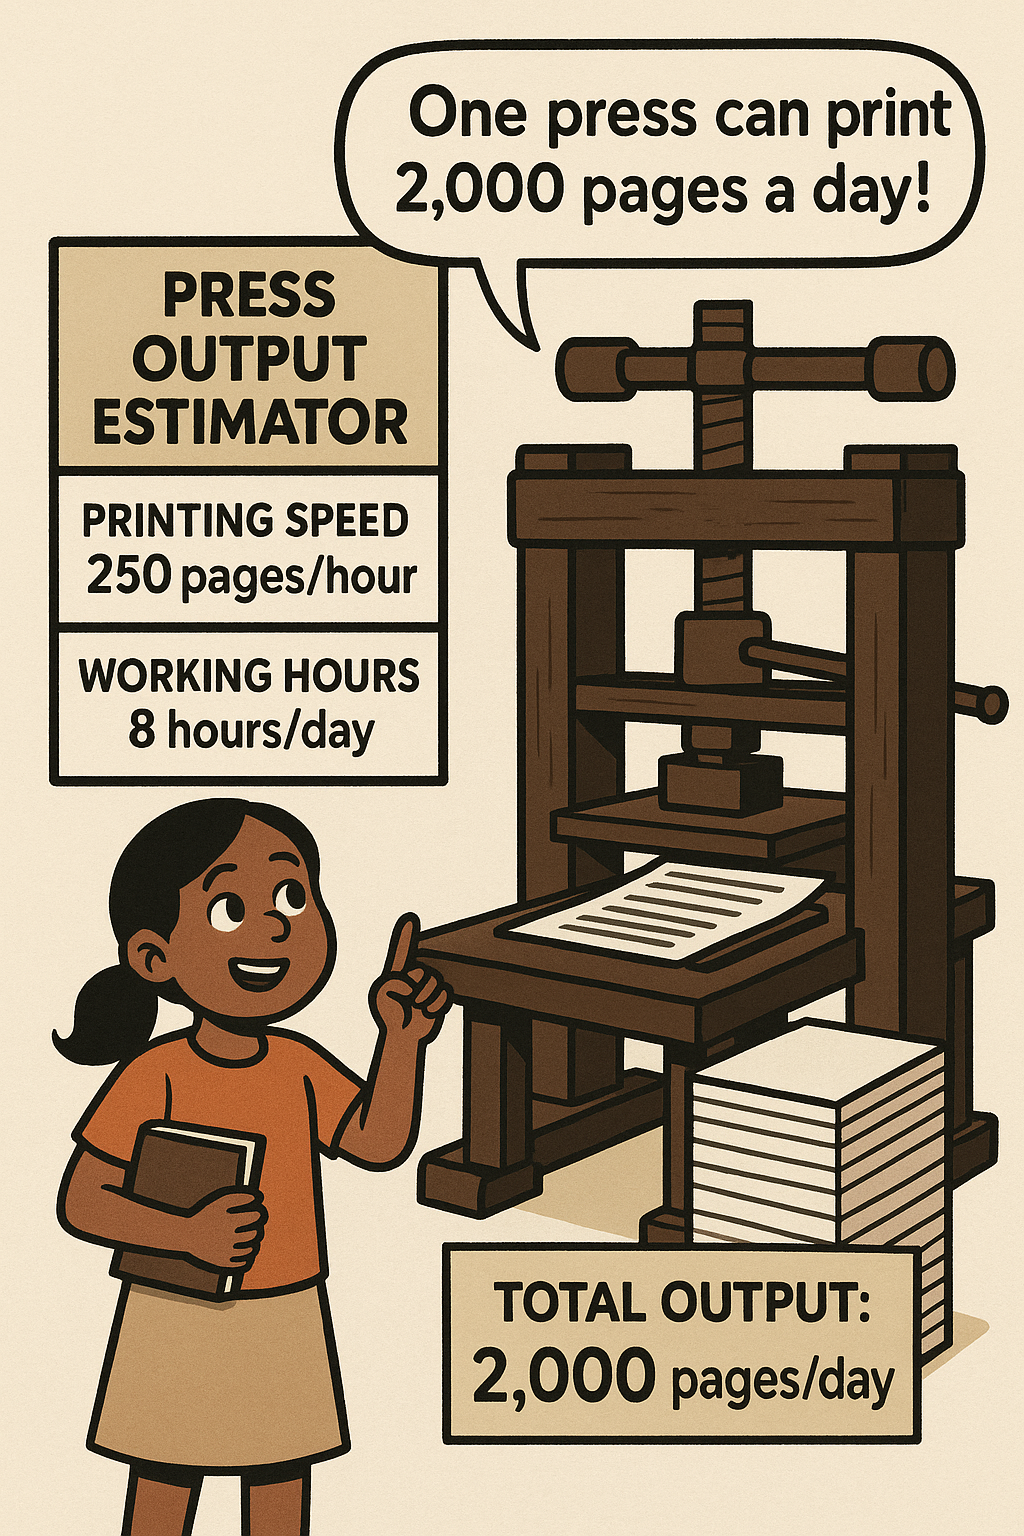 One press can print
2,000 pages a day!
PRESS
OUTPUT
ESTIMATOR
PRINTING SPEED
250 pages/hour
WORKING HOURS
8 hours/day
TOTAL OUTPUT:
2,000 pages/day